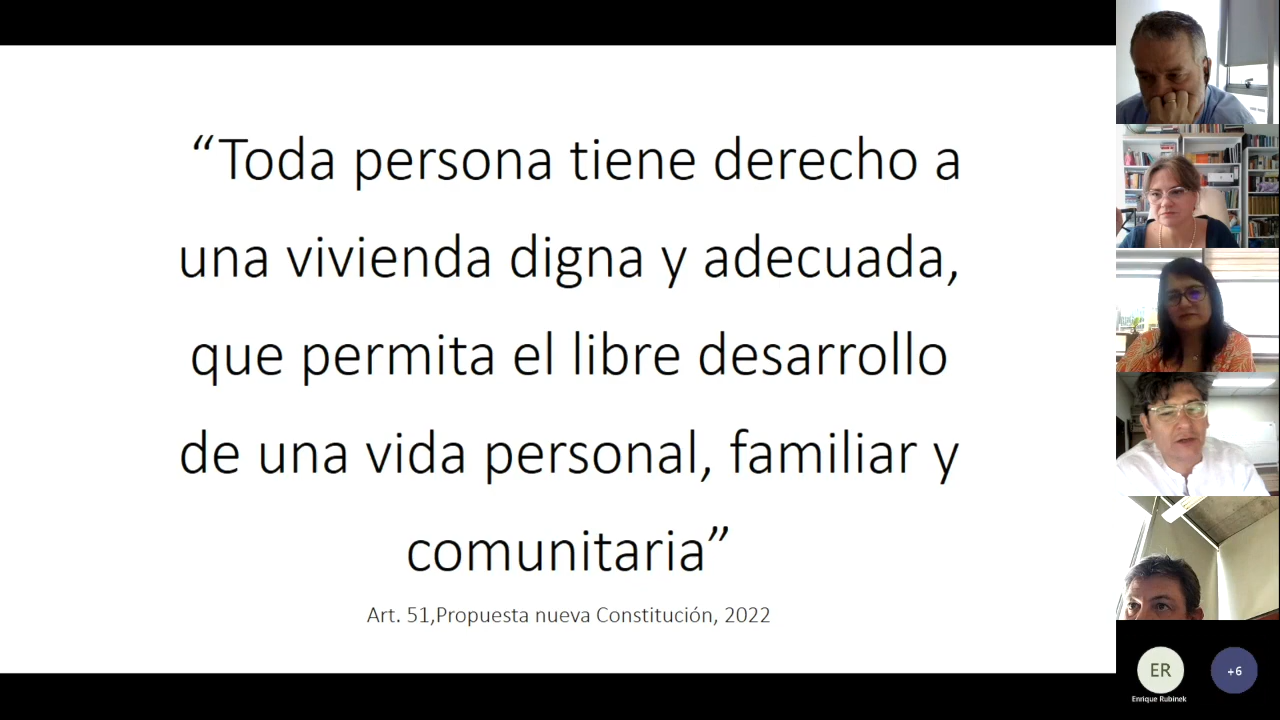 “Toda persona tiene derecho a
una vivienda digna y adecuada,
que permita el libre desarrollo
de una vida personal, familiar y
comunitaria”
Art. 51,Propuesta nueva Constitución, 2022
ER
+6
Enrique Rubinek